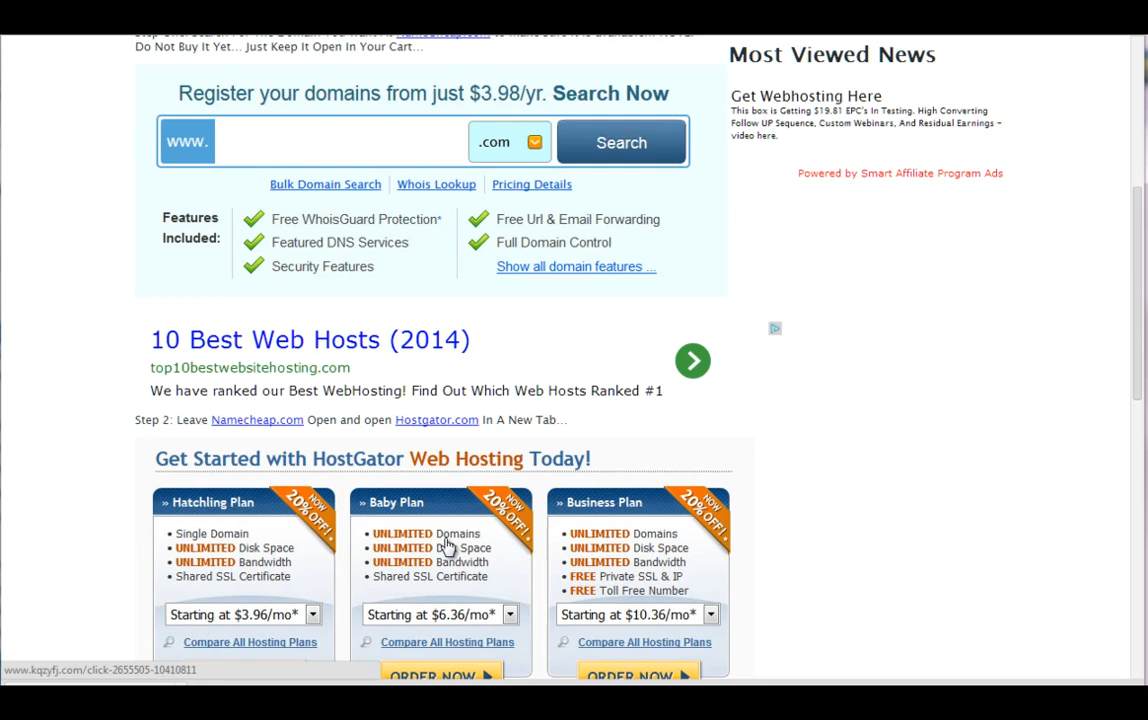 Do Not Buy It Yet... Just Keep It Open In Your Cart...
Register your domains from just $3.98/yr. Search Now
www.
.com
Search
Bulk Domain Search
Whois Lookup
Pricing Details
Features
Included:
Free WhoisGuard Protection*
Featured DNS Services
Security Features
Free Url & Email Forwarding
Full Domain Control
Show all domain features ...
Most Viewed News
Get Webhosting Here
This box is Getting $19.81 EPC's In Testing. High Converting
Follow UP Sequence, Custom Webinars, And Residual Earnings -
video here.
Powered by Smart Affiliate Program Ads
10 Best Web Hosts (2014)
top10bestwebsitehosting.com
We have ranked our Best WebHosting! Find Out Which Web Hosts Ranked #1
Step 2: Leave Namecheap.com Open and open Hostgator.com In A New Tab...
Get Started with HostGator Web Hosting Today!
» Hatchling Plan
NOW
20% OFF!
• Single Domain
• UNLIMITED Disk Space
• UNLIMITED Bandwidth
• Shared SSL Certificate
Starting at $3.96/mo*
Compare All Hosting Plans
» Baby Plan
NOW
20% OFF!
• UNLIMITED Domains
• UNLIMITED Disk Space
• UNLIMITED Bandwidth
• Shared SSL Certificate
Starting at $6.36/mo*
Compare All Hosting Plans
ORDER NOW
» Business Plan
NOW
20% OFF!
• UNLIMITED Domains
• UNLIMITED Disk Space
• UNLIMITED Bandwidth
• FREE Private SSL & IP
• FREE Toll Free Number
Starting at $10.36/mo*
Compare All Hosting Plans
ORDER NOW
www.kqzyfj.com/click-2655505-10410811